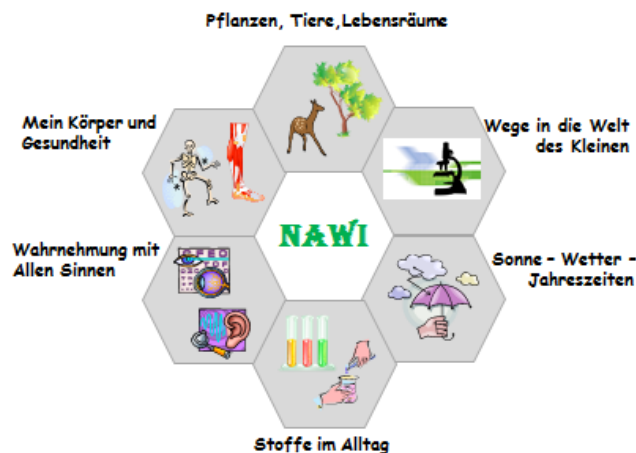 Pflanzen, Tiere,Lebensräume
Mein Körper und
Gesundheit
Wege in die Welt
des Kleinen
NAWI
Wahrnehmung mit
Allen Sinnen
Sonne – Wetter –
Jahreszeiten
Stoffe im Alltag